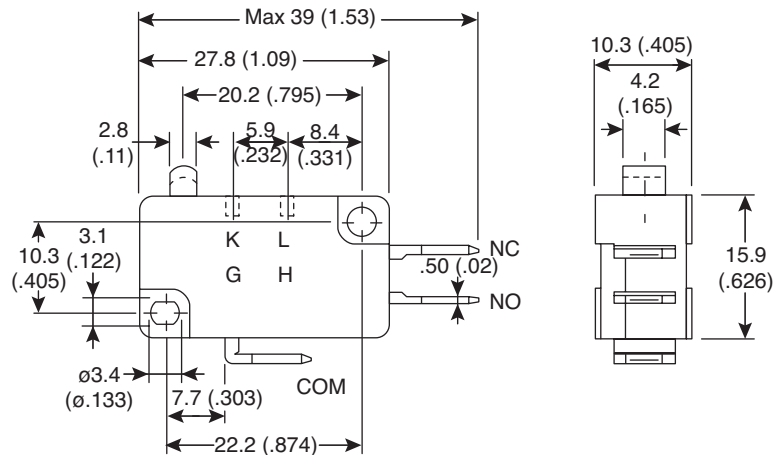 Max 39 (1.53)
27.8 (1.09)
20.2 (.795)
2.8
(.11)
5.9
(.232)
8.4
(.331)
10.3
(.405)
3.1
(.122)
K L
G H
.50 (.02)
NC
NO
COM
ø3.4
(ø.133)
7.7 (.303)
22.2 (.874)
10.3 (.405)
4.2
(.165)
15.9
(.626)